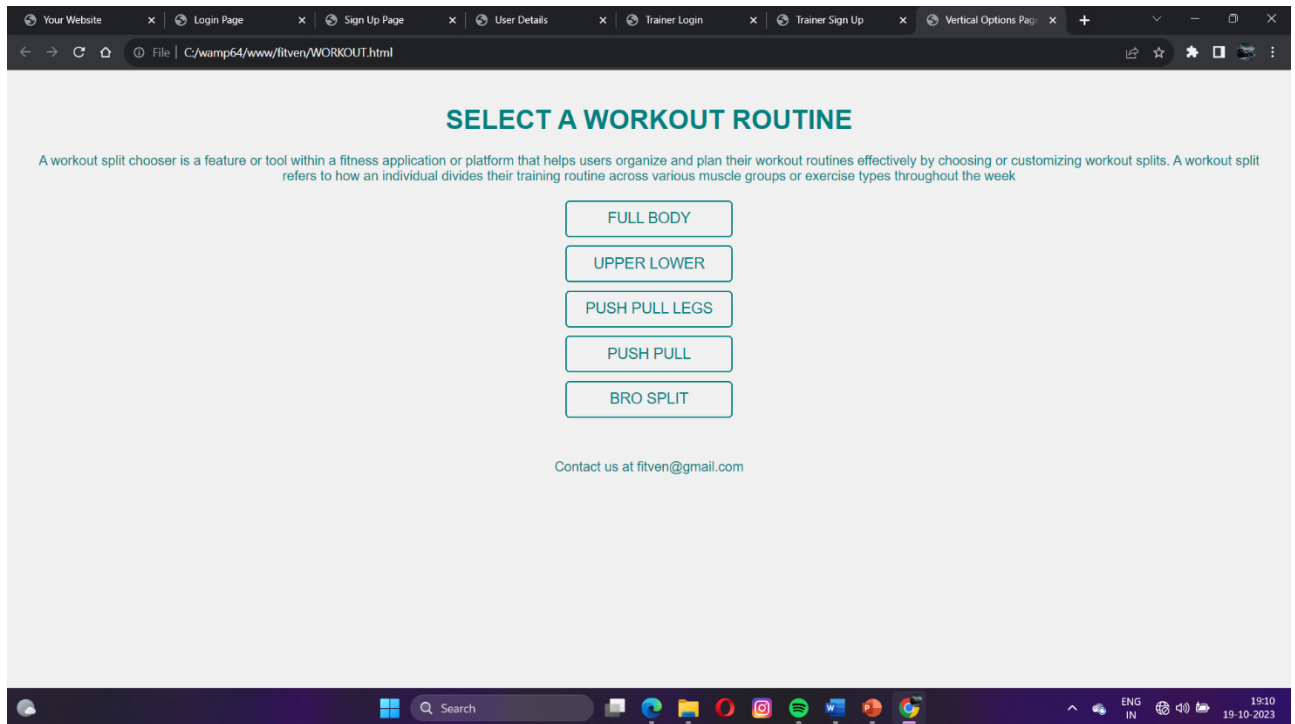 Your Website
Login Page
Sign Up Page
User Details
Trainer Login
Trainer Sign Up
Vertical Options Pag
File | C:/wamp64/www/fitven/WORKOUT.html
SELECT A WORKOUT ROUTINE
A workout split chooser is a feature or tool within a fitness application or platform that helps users organize and plan their workout routines effectively by choosing or customizing workout splits. A workout split
refers to how an individual divides their training routine across various muscle groups or exercise types throughout the week
FULL BODY
UPPER LOWER
PUSH PULL LEGS
PUSH PULL
BRO SPLIT
Contact us at fitven@gmail.com
Search
ENG
IN
19:10
19-10-2023